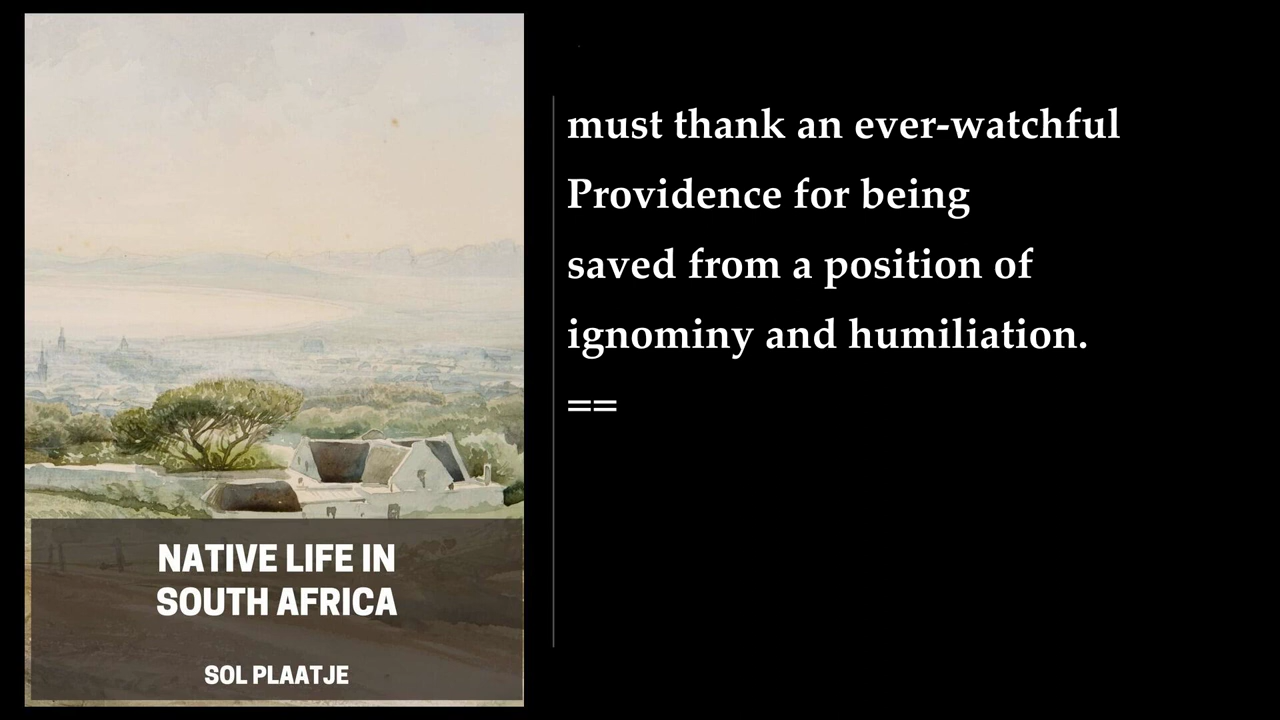 must thank an ever-watchful
Providence for being
saved from a position of
ignominy and humiliation.
==
NATIVE LIFE IN
SOUTH AFRICA
SOL PLAATJE